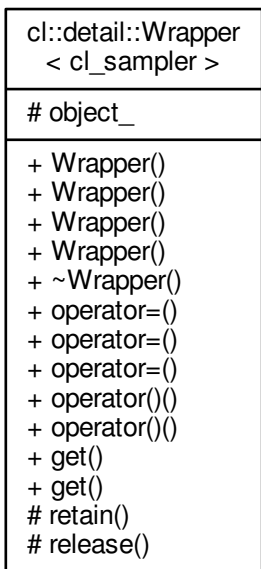 cl::detail::Wrapper
< cl_sampler >
# object_
+ Wrapper()
+ Wrapper()
+ Wrapper()
+ Wrapper()
+ ~Wrapper()
+ operator=()
+ operator=()
+ operator=()
+ operator()()
+ operator()()
+ get()
+ get()
# retain()
# release()